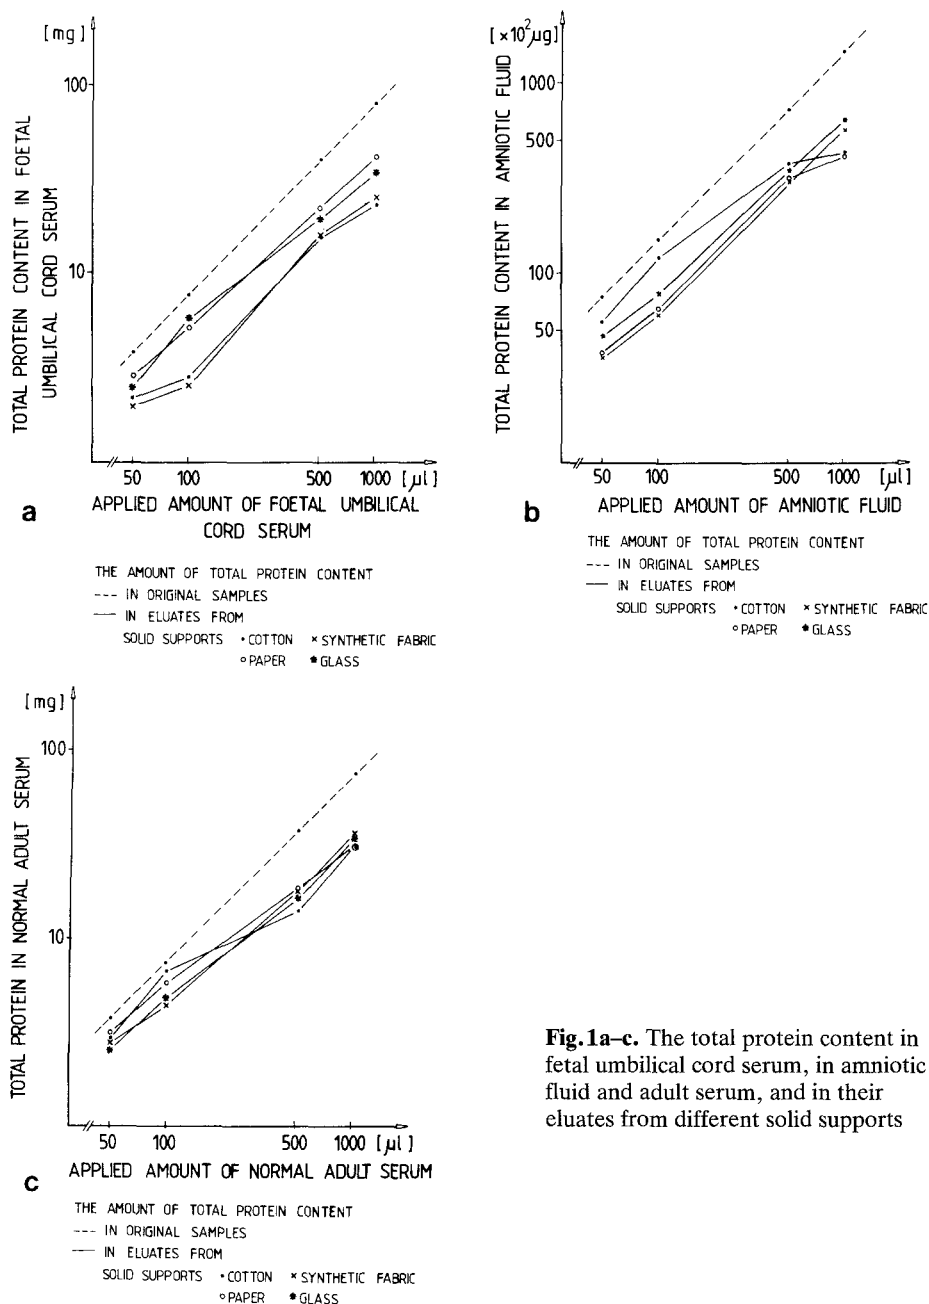 [mg]
100
10
TOTAL PROTEIN CONTENT IN FOETAL
UMBILICAL CORD SERUM
50 100 500 1000 [µl]
APPLIED AMOUNT OF FOETAL UMBILICAL
CORD SERUM
a
THE AMOUNT OF TOTAL PROTEIN CONTENT
--- IN ORIGINAL SAMPLES
— IN ELUATES FROM
SOLID SUPPORTS • COTTON × SYNTHETIC FABRIC
○ PAPER * GLASS
[×10²µg]
1000
500
100
50
TOTAL PROTEIN CONTENT IN AMNIOTIC FLUID
50 100 500 1000 [µl]
APPLIED AMOUNT OF AMNIOTIC FLUID
b
THE AMOUNT OF TOTAL PROTEIN CONTENT
--- IN ORIGINAL SAMPLES
— IN ELUATES FROM
SOLID SUPPORTS • COTTON × SYNTHETIC FABRIC
○ PAPER * GLASS
[mg]
100
10
TOTAL PROTEIN IN NORMAL ADULT SERUM
50 100 500 1000 [µl]
APPLIED AMOUNT OF NORMAL ADULT SERUM
c
THE AMOUNT OF TOTAL PROTEIN CONTENT
--- IN ORIGINAL SAMPLES
— IN ELUATES FROM
SOLID SUPPORTS • COTTON × SYNTHETIC FABRIC
○ PAPER * GLASS
Fig.1a–c. The total protein content in
fetal umbilical cord serum, in amniotic
fluid and adult serum, and in their
eluates from different solid supports